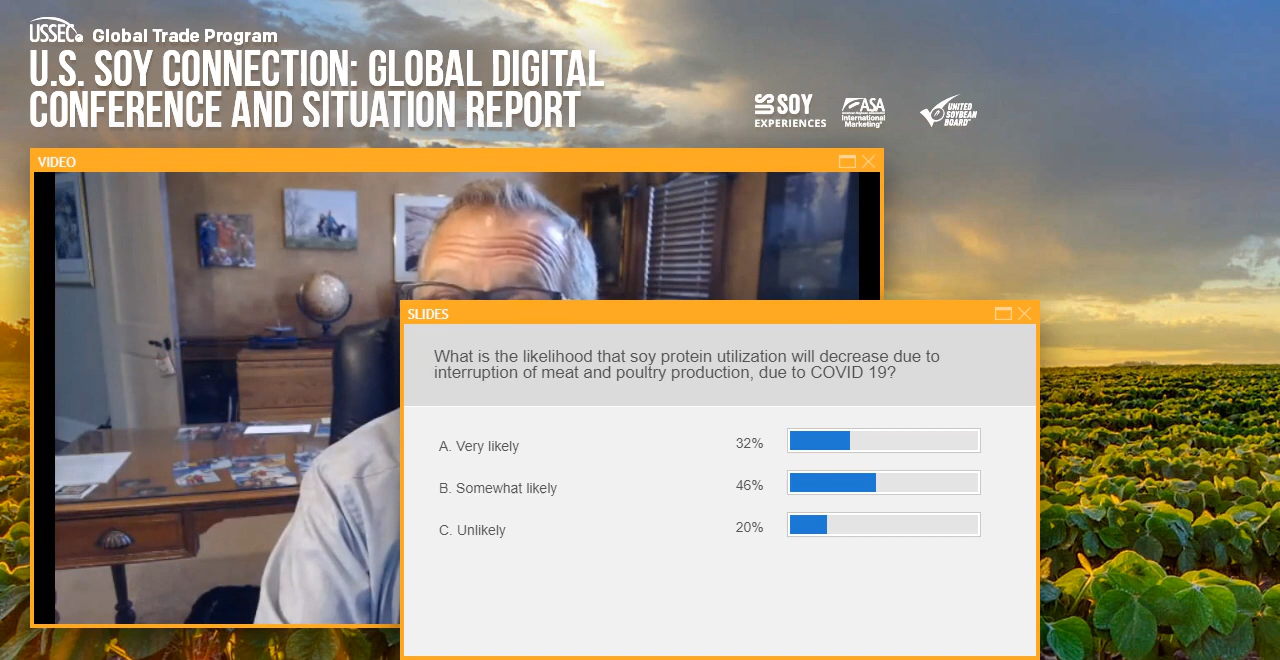 USSEC Global Trade Program
U.S. SOY CONNECTION: GLOBAL DIGITAL
CONFERENCE AND SITUATION REPORT
US SOY
EXPERIENCES
ASA
International
Marketing
UNITED
SOYBEAN
BOARD
VIDEO
SLIDES
What is the likelihood that soy protein utilization will decrease due to
interruption of meat and poultry production, due to COVID 19?
A. Very likely 32%
B. Somewhat likely 46%
C. Unlikely 20%